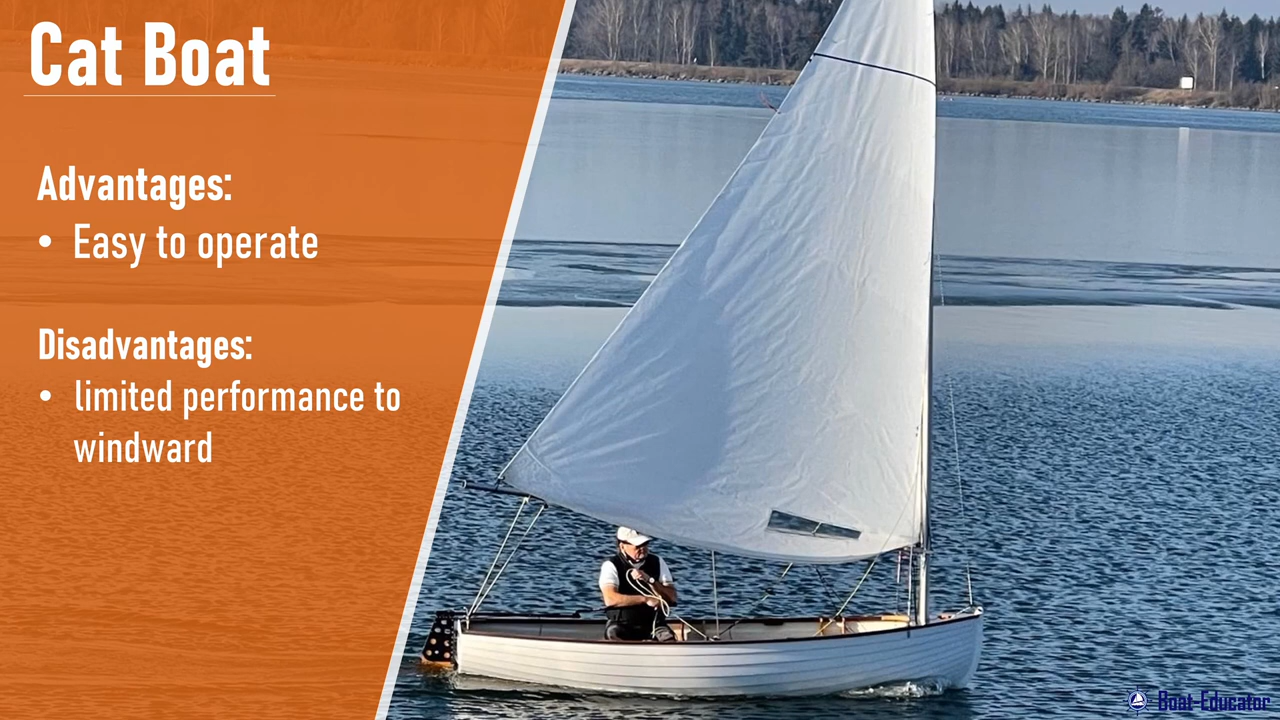 Cat Boat
Advantages:
• Easy to operate
Disadvantages:
• limited performance to
windward
Boat-Educator